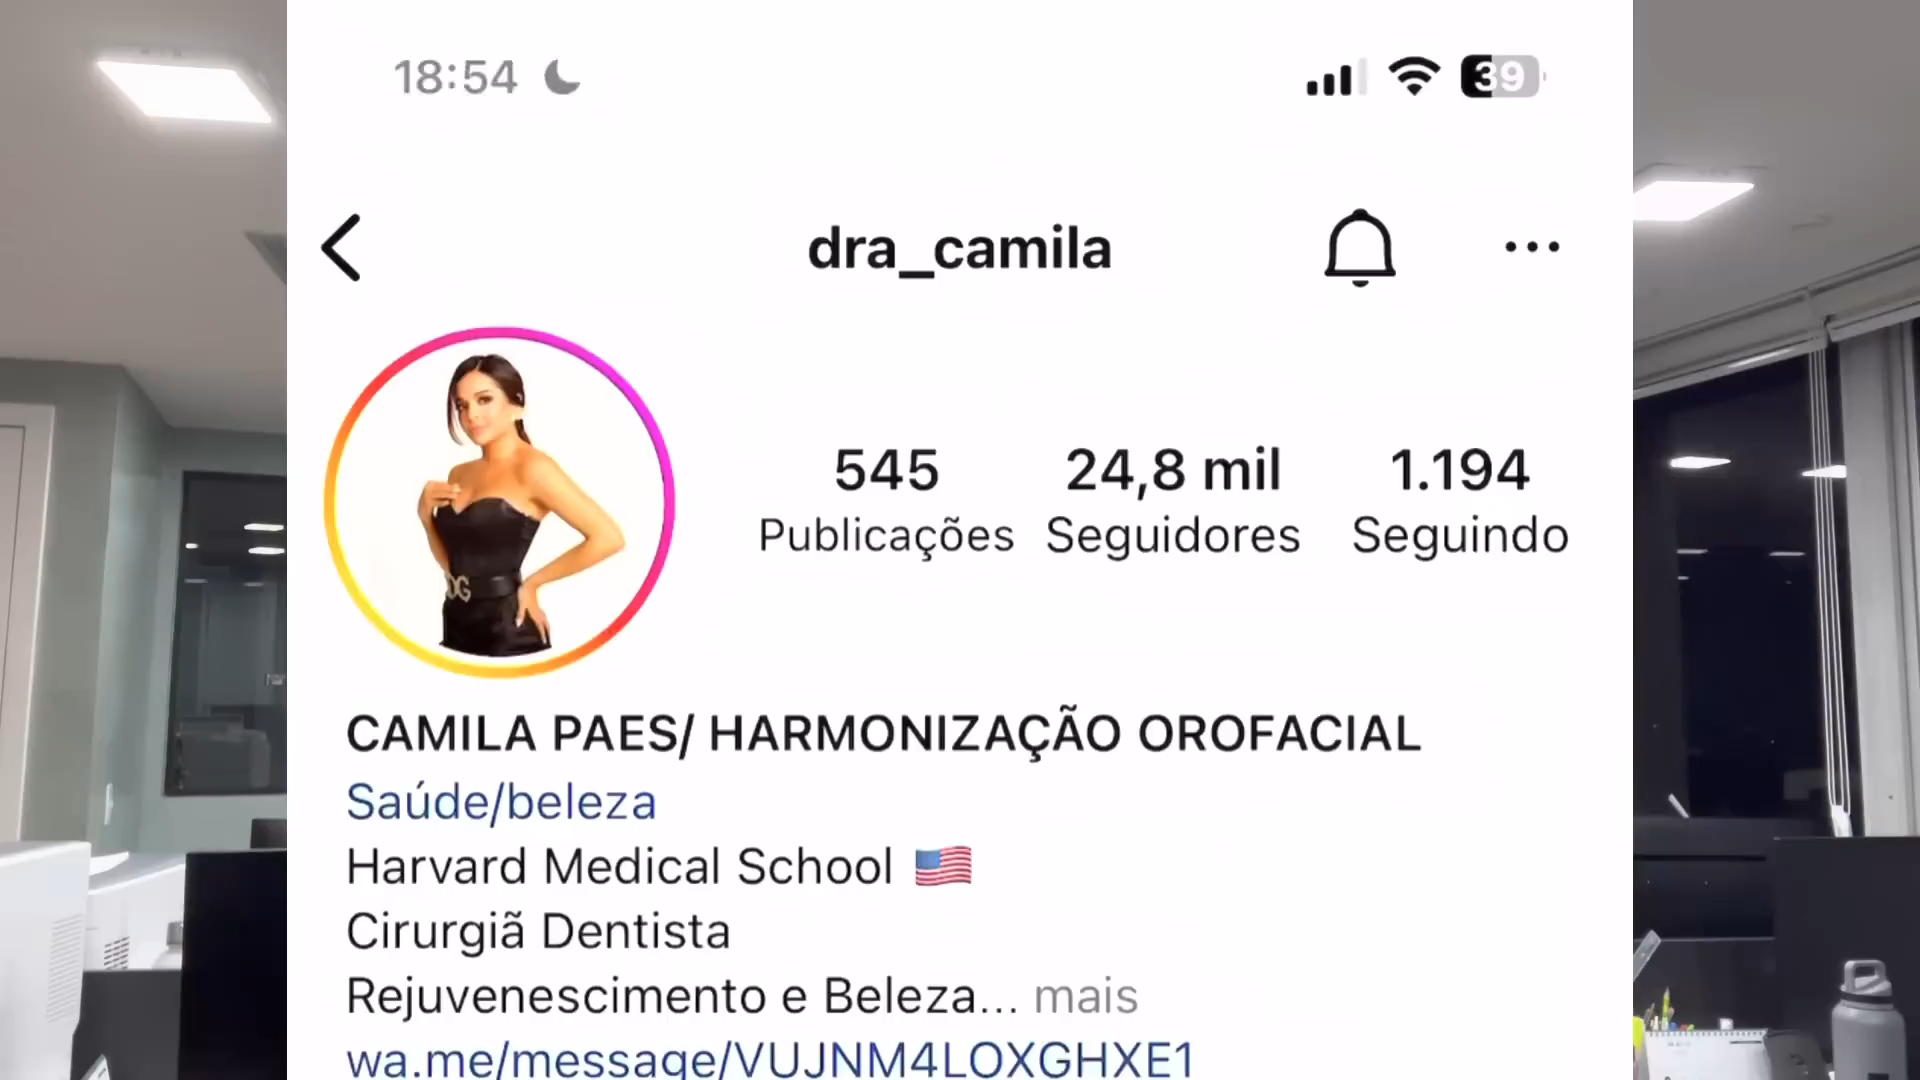 18:54
39
dra_camila
545
24,8 mil
1.194
Publicações
Seguidores
Seguindo
DG
CAMILA PAES/ HARMONIZAÇÃO OROFACIAL
Saúde/beleza
Harvard Medical School 🇺🇸
Cirurgiã Dentista
Rejuvenescimento e Beleza... mais
wa.me/message/VUJNM4LOXGHXE1